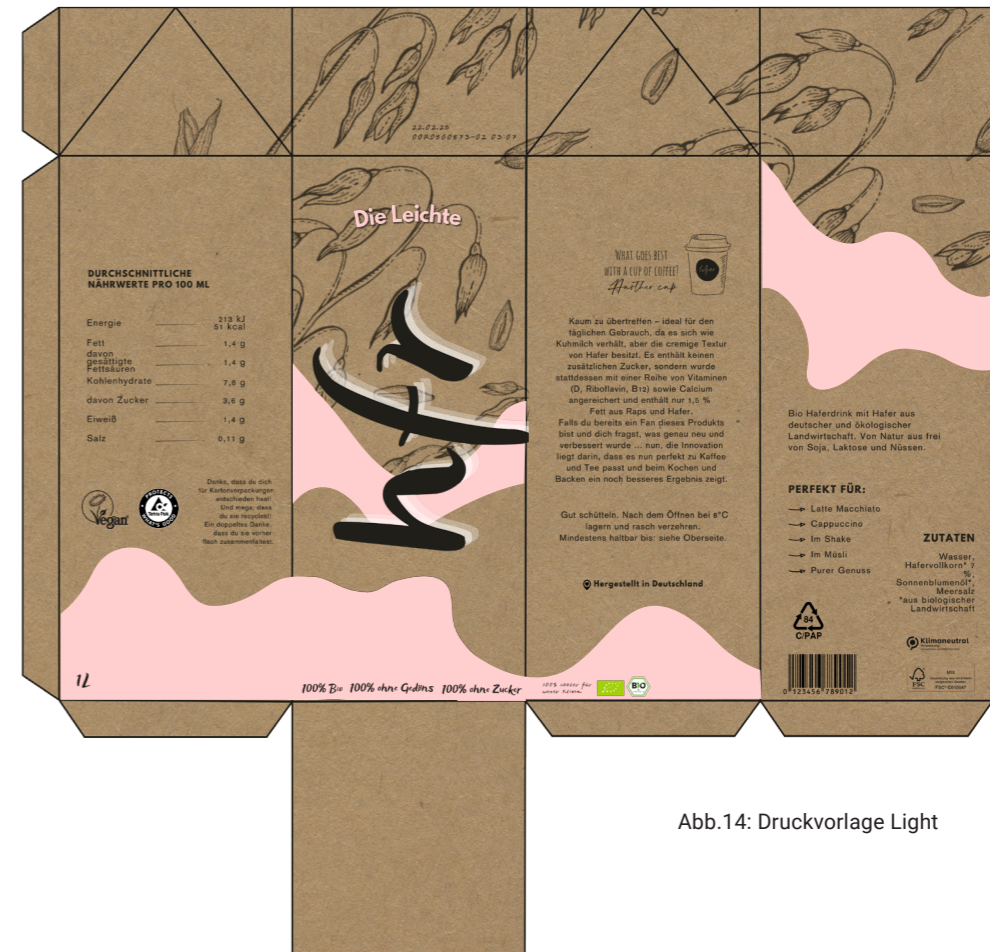 22.02.25
Die Leichte
DURCHSCHNITTLICHE
NÄHRWERTE PRO 100 ML
Energie 213 kJ
51 kcal
Fett 1,4 g
davon
gesättigte 1,4 g
Fettsäuren
Kohlenhydrate 7,8 g
davon Zucker 3,6 g
Eiweiß 1,4 g
Salz 0,11 g
Vegan
PROTECTS
Tetra Pak
WHAT'S GOOD
Danke, dass du dich
für Kartonverpackungen
entschieden hast!
Und mega, dass
du sie recycelst!
Ein doppeltes Danke,
dass du sie vorher
flach zusammenfaltest.
1L
100% Bio 100% ohne Gedöns 100% ohne Zucker
WHAT GOES BEST
WITH A CUP OF COFFEE?
Another cup
Coffee
Kaum zu übertreffen – ideal für den
täglichen Gebrauch, da es sich wie
Kuhmilch verhält, aber die cremige Textur
von Hafer besitzt. Es enthält keinen
zusätzlichen Zucker, sondern wurde
stattdessen mit einer Reihe von Vitaminen
(D, Riboflavin, B12) sowie Calcium
angereichert und enthält nur 1,5 %
Fett aus Raps und Hafer.
Falls du bereits ein Fan dieses Produkts
bist und dich fragst, was genau neu und
verbessert wurde ... nun, die Innovation
liegt darin, dass es nun perfekt zu Kaffee
und Tee passt und beim Kochen und
Backen ein noch besseres Ergebnis zeigt.
Gut schütteln. Nach dem Öffnen bei 8°C
lagern und rasch verzehren.
Mindestens haltbar bis: siehe Oberseite.
Hergestellt in Deutschland
BIO
Bio Haferdrink mit Hafer aus
deutscher und ökologischer
Landwirtschaft. Von Natur aus frei
von Soja, Laktose und Nüssen.
PERFEKT FÜR:
Latte Macchiato
Cappuccino
Im Shake
Im Müsli
Purer Genuss
ZUTATEN
Wasser,
Hafervollkorn* ?
%,
Sonnenblumenöl*,
Meersalz
*aus biologischer
Landwirtschaft
84
C/PAP
Klimaneutral
0 123456 789012
FSC
MIX
Abb.14: Druckvorlage Light